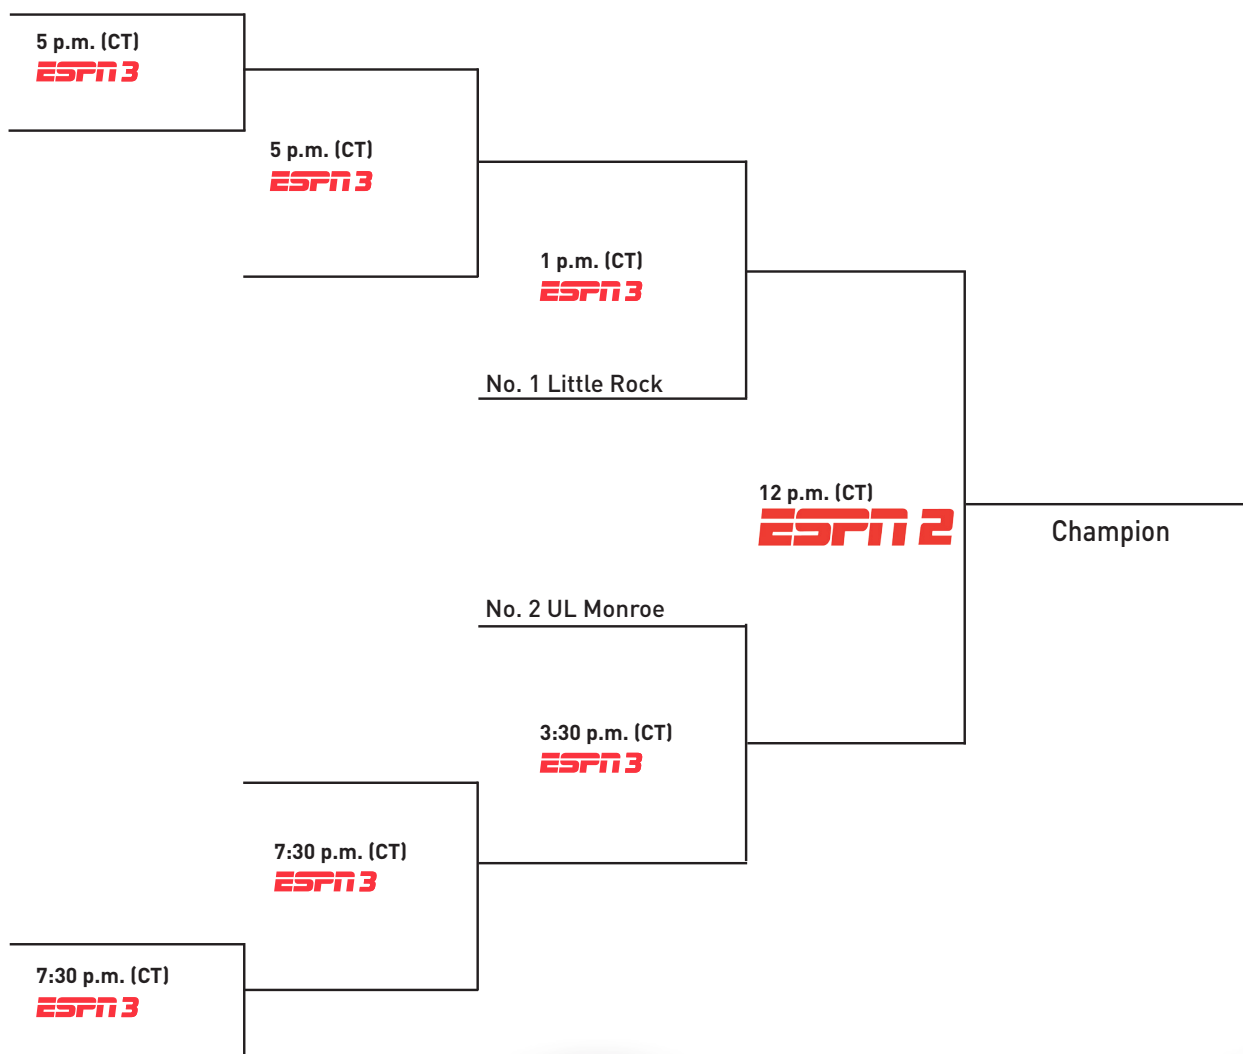 5 p.m. (CT)
ESPN3
5 p.m. (CT)
ESPN3
1 p.m. (CT)
ESPN3
No. 1 Little Rock
12 p.m. (CT)
ESPN2
Champion
No. 2 UL Monroe
3:30 p.m. (CT)
ESPN3
7:30 p.m. (CT)
ESPN3
7:30 p.m. (CT)
ESPN3